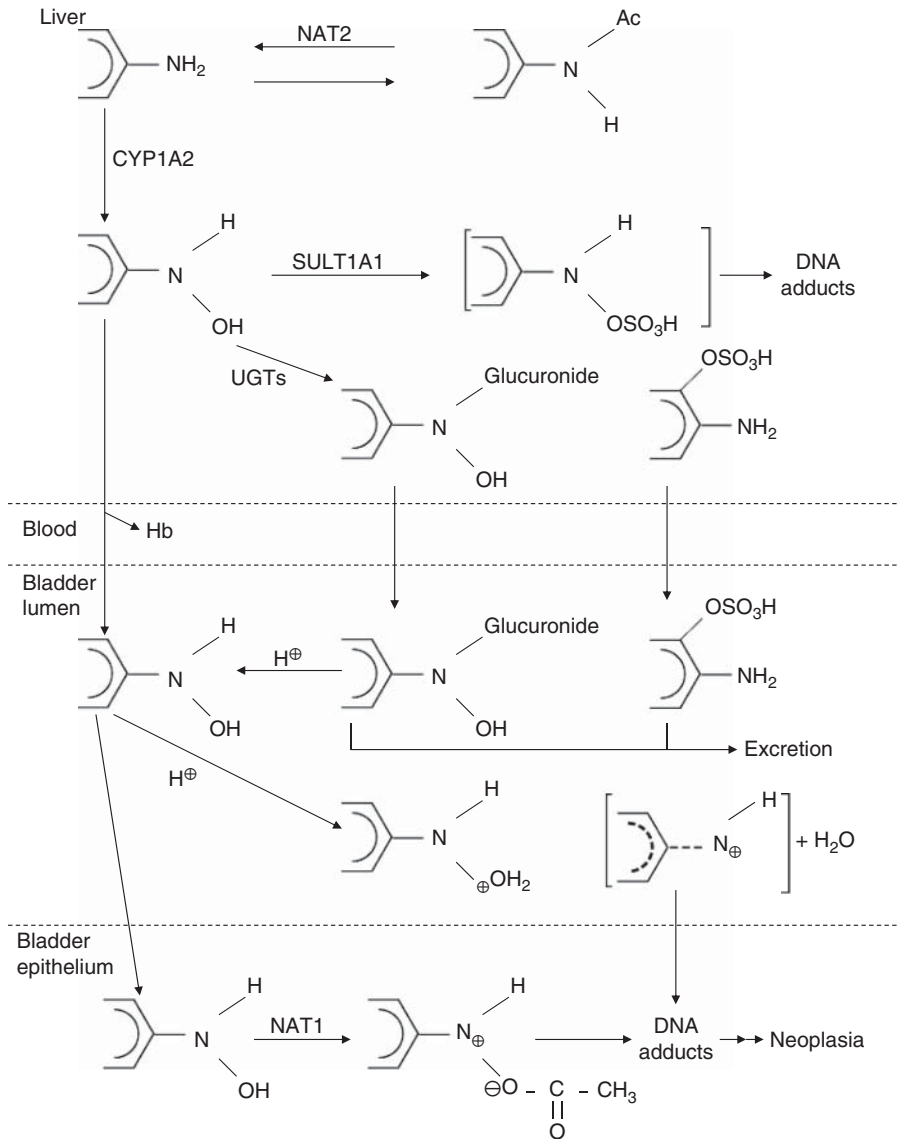 Liver
NAT2
NH2
Ac
N
H
CYP1A2
H
N
OH
SULT1A1
H
N
OSO3H
DNA
adducts
UGTs
Glucuronide
N
OH
OSO3H
NH2
Blood
Hb
Bladder
lumen
H
N
OH
H⊕
Glucuronide
N
OH
OSO3H
NH2
Excretion
H⊕
H
N
⊕OH2
H
N⊕
+ H2O
Bladder
epithelium
H
N
OH
NAT1
H
N⊕
⊖O – C – CH3
O
DNA
adducts
Neoplasia